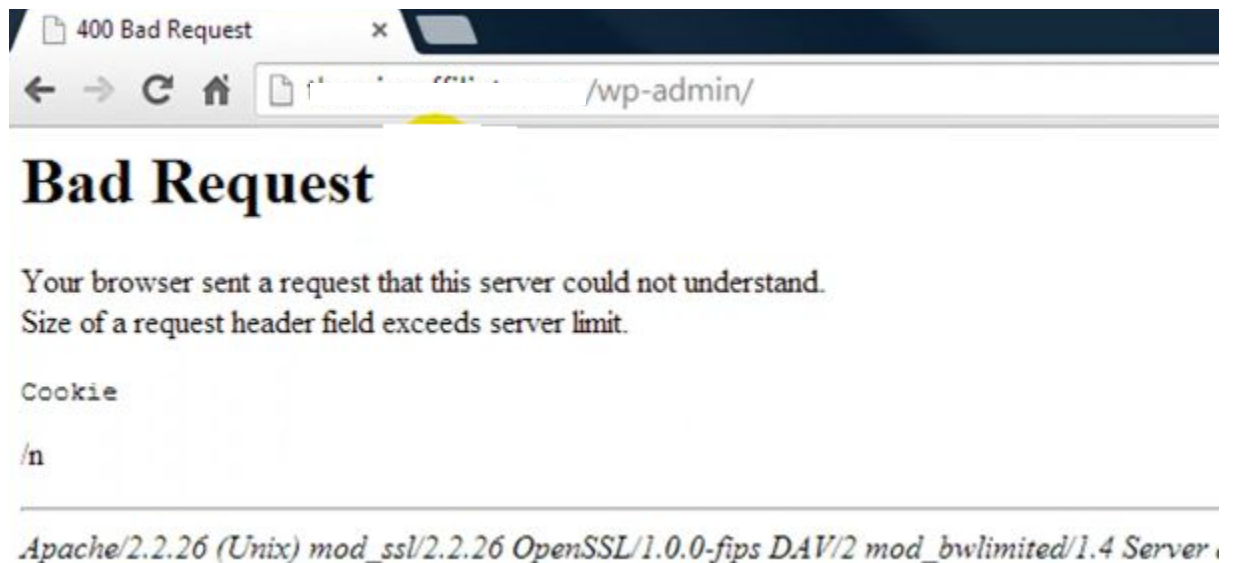 400 Bad Request
/wp-admin/
Bad Request
Your browser sent a request that this server could not understand.
Size of a request header field exceeds server limit.
Cookie
/n
Apache/2.2.26 (Unix) mod_ssl/2.2.26 OpenSSL/1.0.0-fips DAV/2 mod_bwlimited/1.4 Server